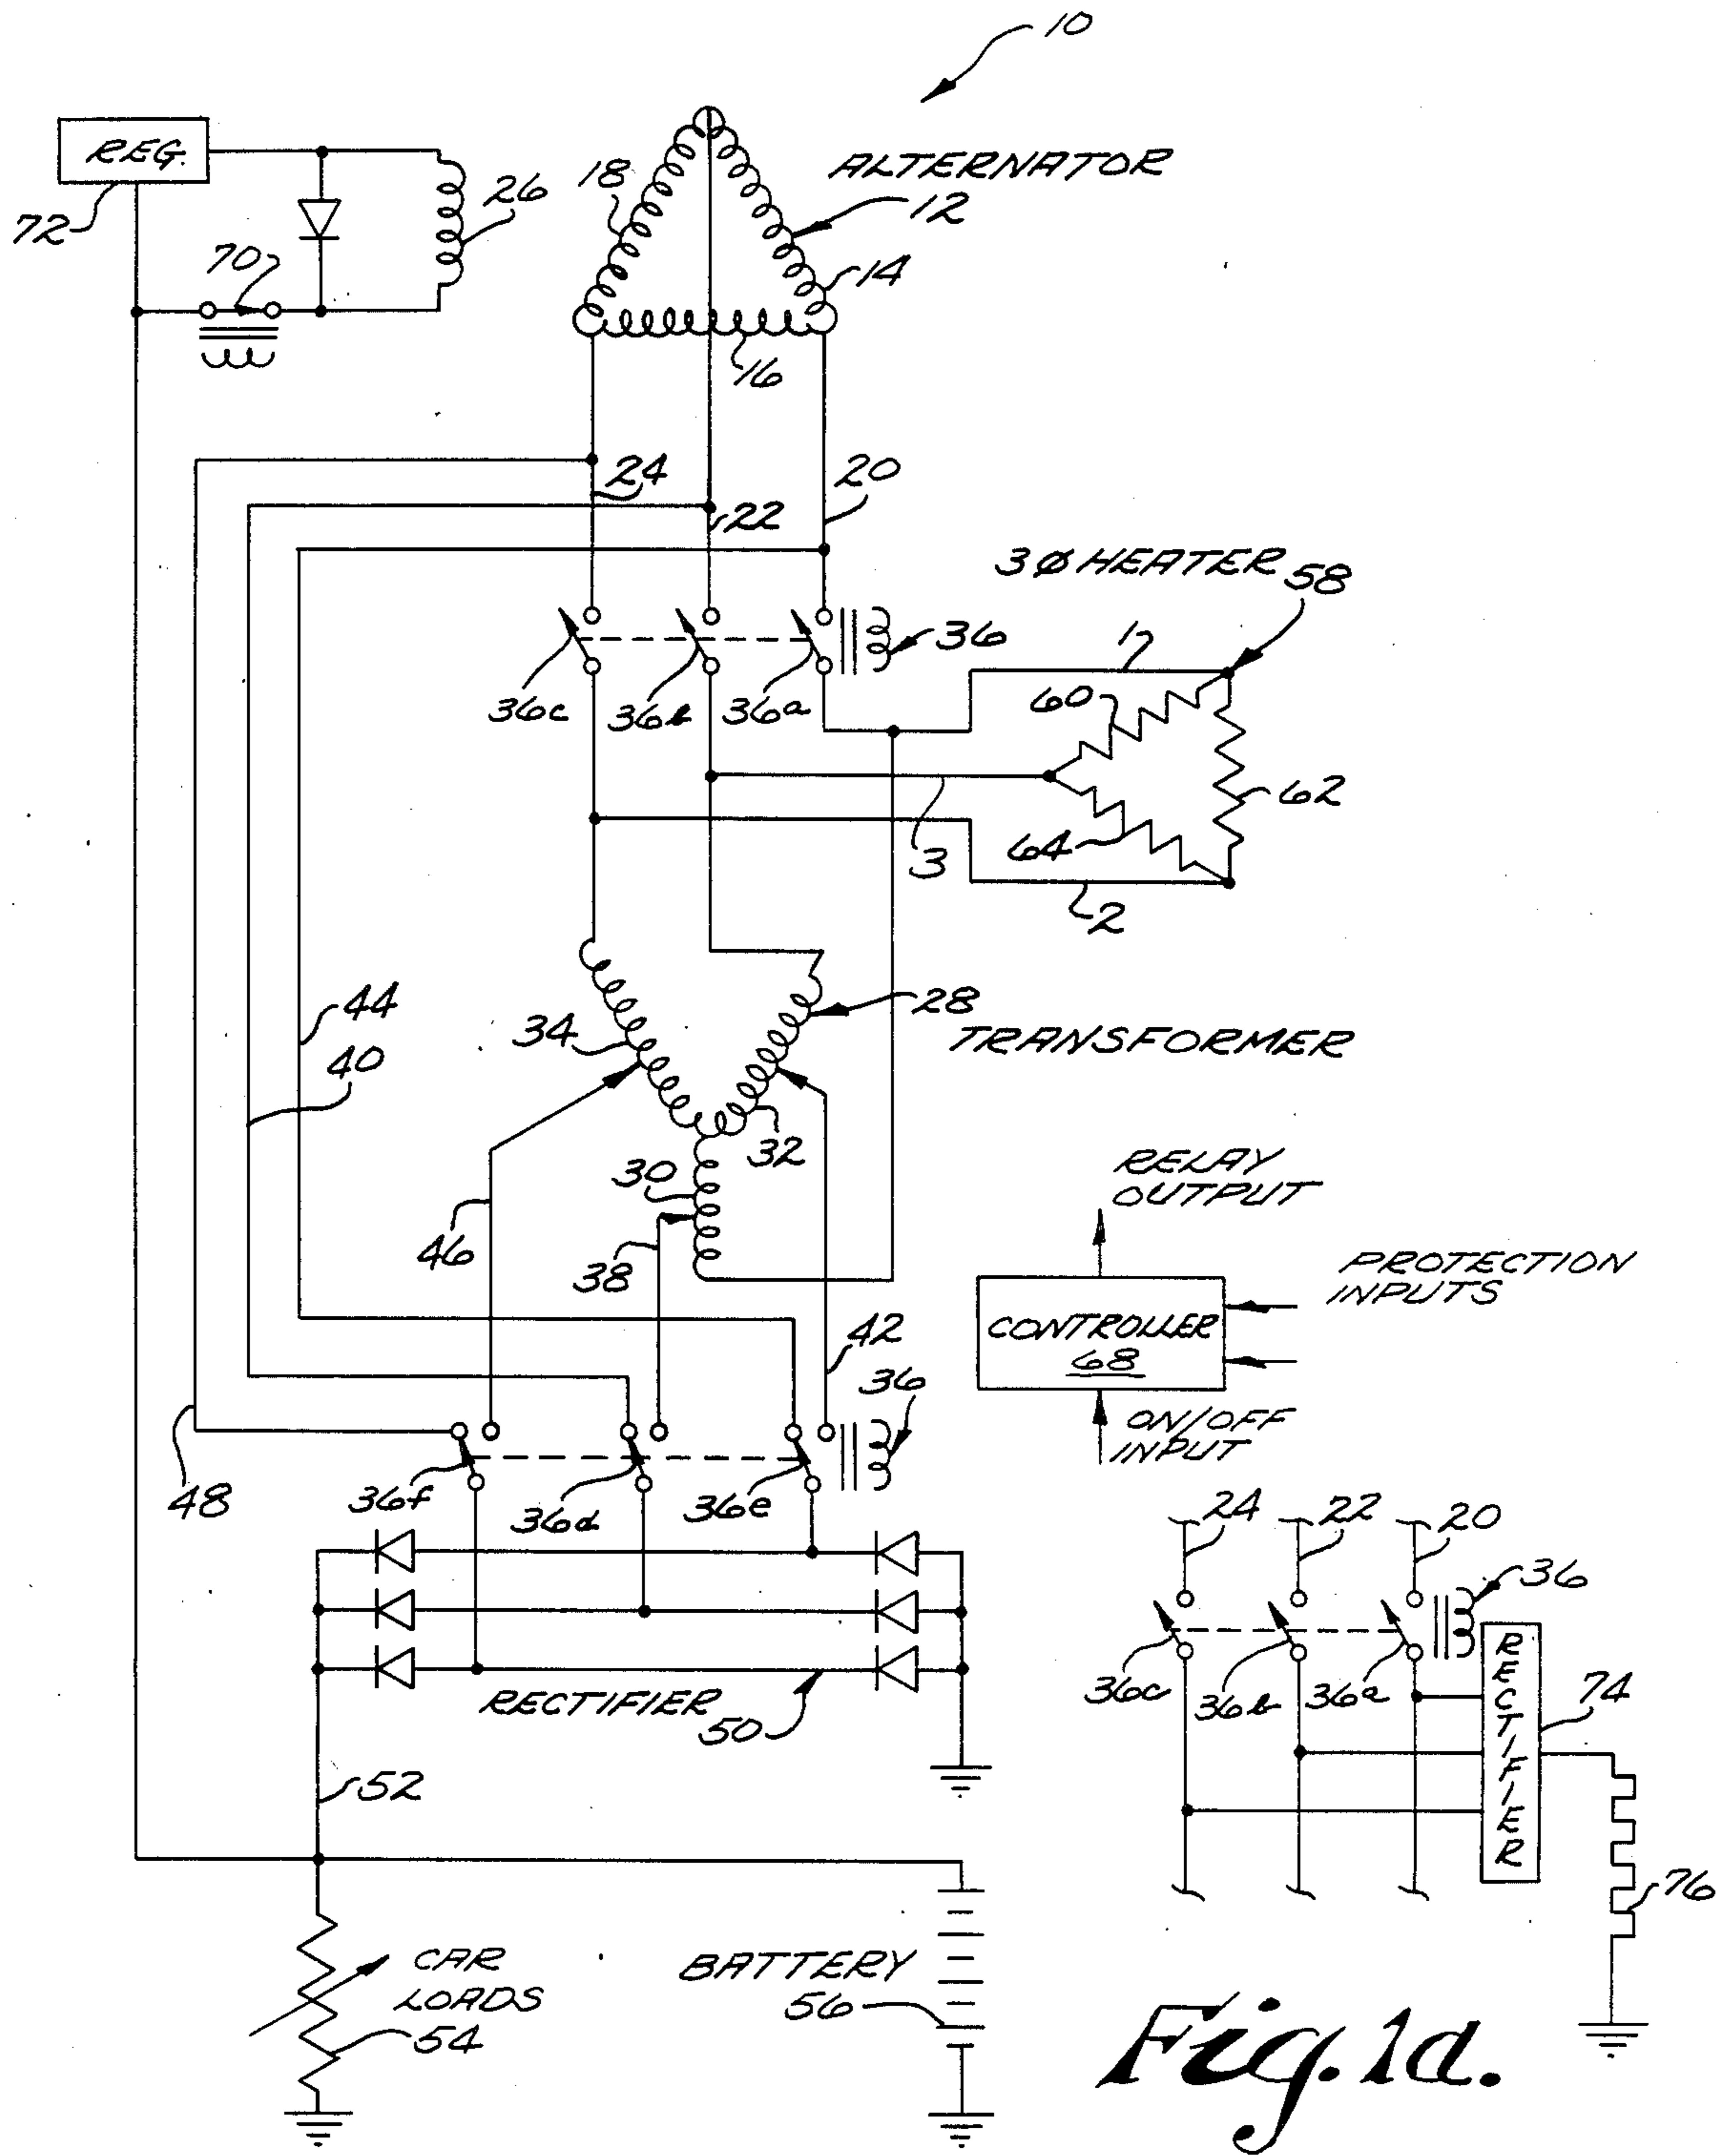 10
REG.
72
70
26
18
ALTERNATOR
12
14
16
24
22
20
3Ø HEATER
58
36
36c
36b
36a
1
60
62
64
3
2
44
40
34
28
TRANSFORMER
32
30
46
38
42
RELAY
OUTPUT
PROTECTION
INPUTS
CONTROLLER
68
ON/OFF
INPUT
36
48
36f
36d
36e
RECTIFIER
50
52
24
22
20
36
36c
36b
36a
RECTIFIER
74
76
CAR
LOADS
54
BATTERY
56
Fig. 1a.